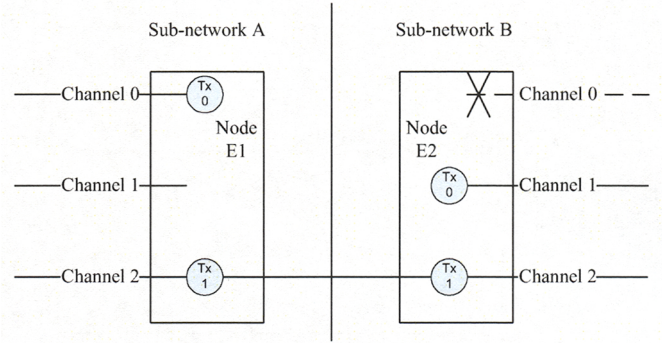 Sub-network A
Sub-network B
Channel 0
Tx
0
Channel 0
Node
E1
Node
E2
Channel 1
Tx
0
Channel 1
Channel 2
Tx
1
Tx
1
Channel 2